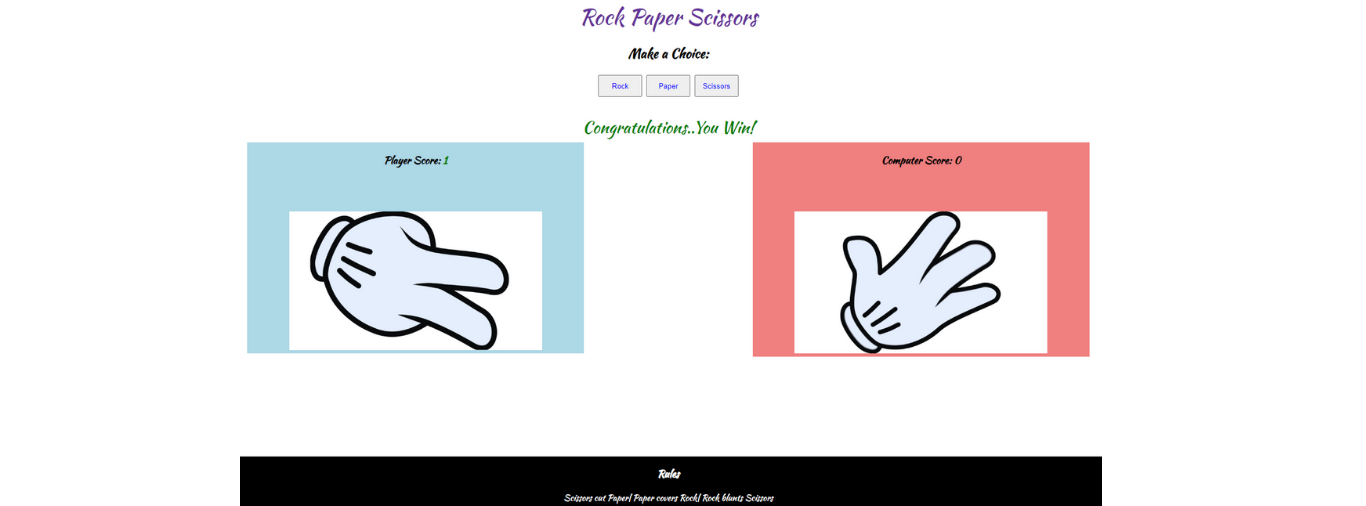 Rock Paper Scissors
Make a Choice:
Rock Paper Scissors
Congratulations..You Win!
Player Score: 1
Computer Score: 0
Rules
Scissors cut Paper| Paper covers Rock| Rock blunts Scissors